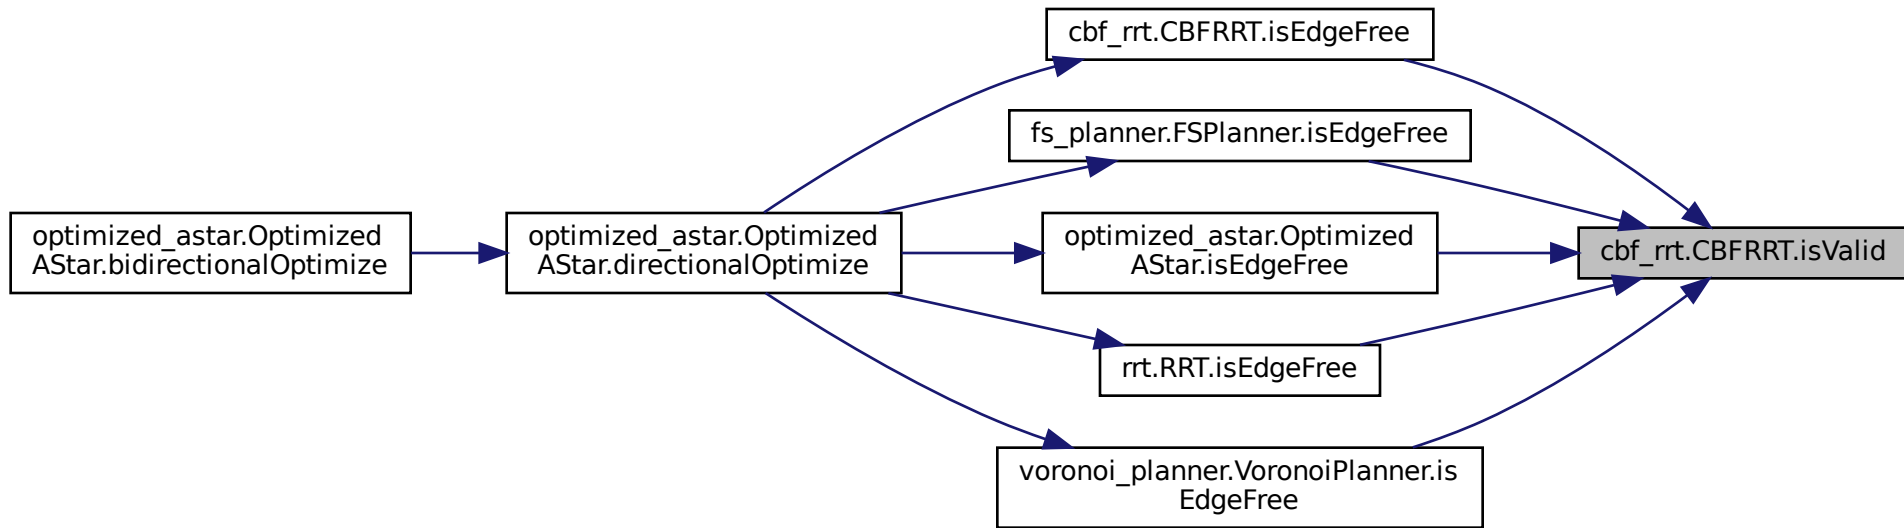 cbf_rrt.CBFRRT.isEdgeFree
fs_planner.FSPlanner.isEdgeFree
optimized_astar.Optimized
AStar.bidirectionalOptimize
optimized_astar.Optimized
AStar.directionalOptimize
optimized_astar.Optimized
AStar.isEdgeFree
cbf_rrt.CBFRRT.isValid
rrt.RRT.isEdgeFree
voronoi_planner.VoronoiPlanner.is
EdgeFree